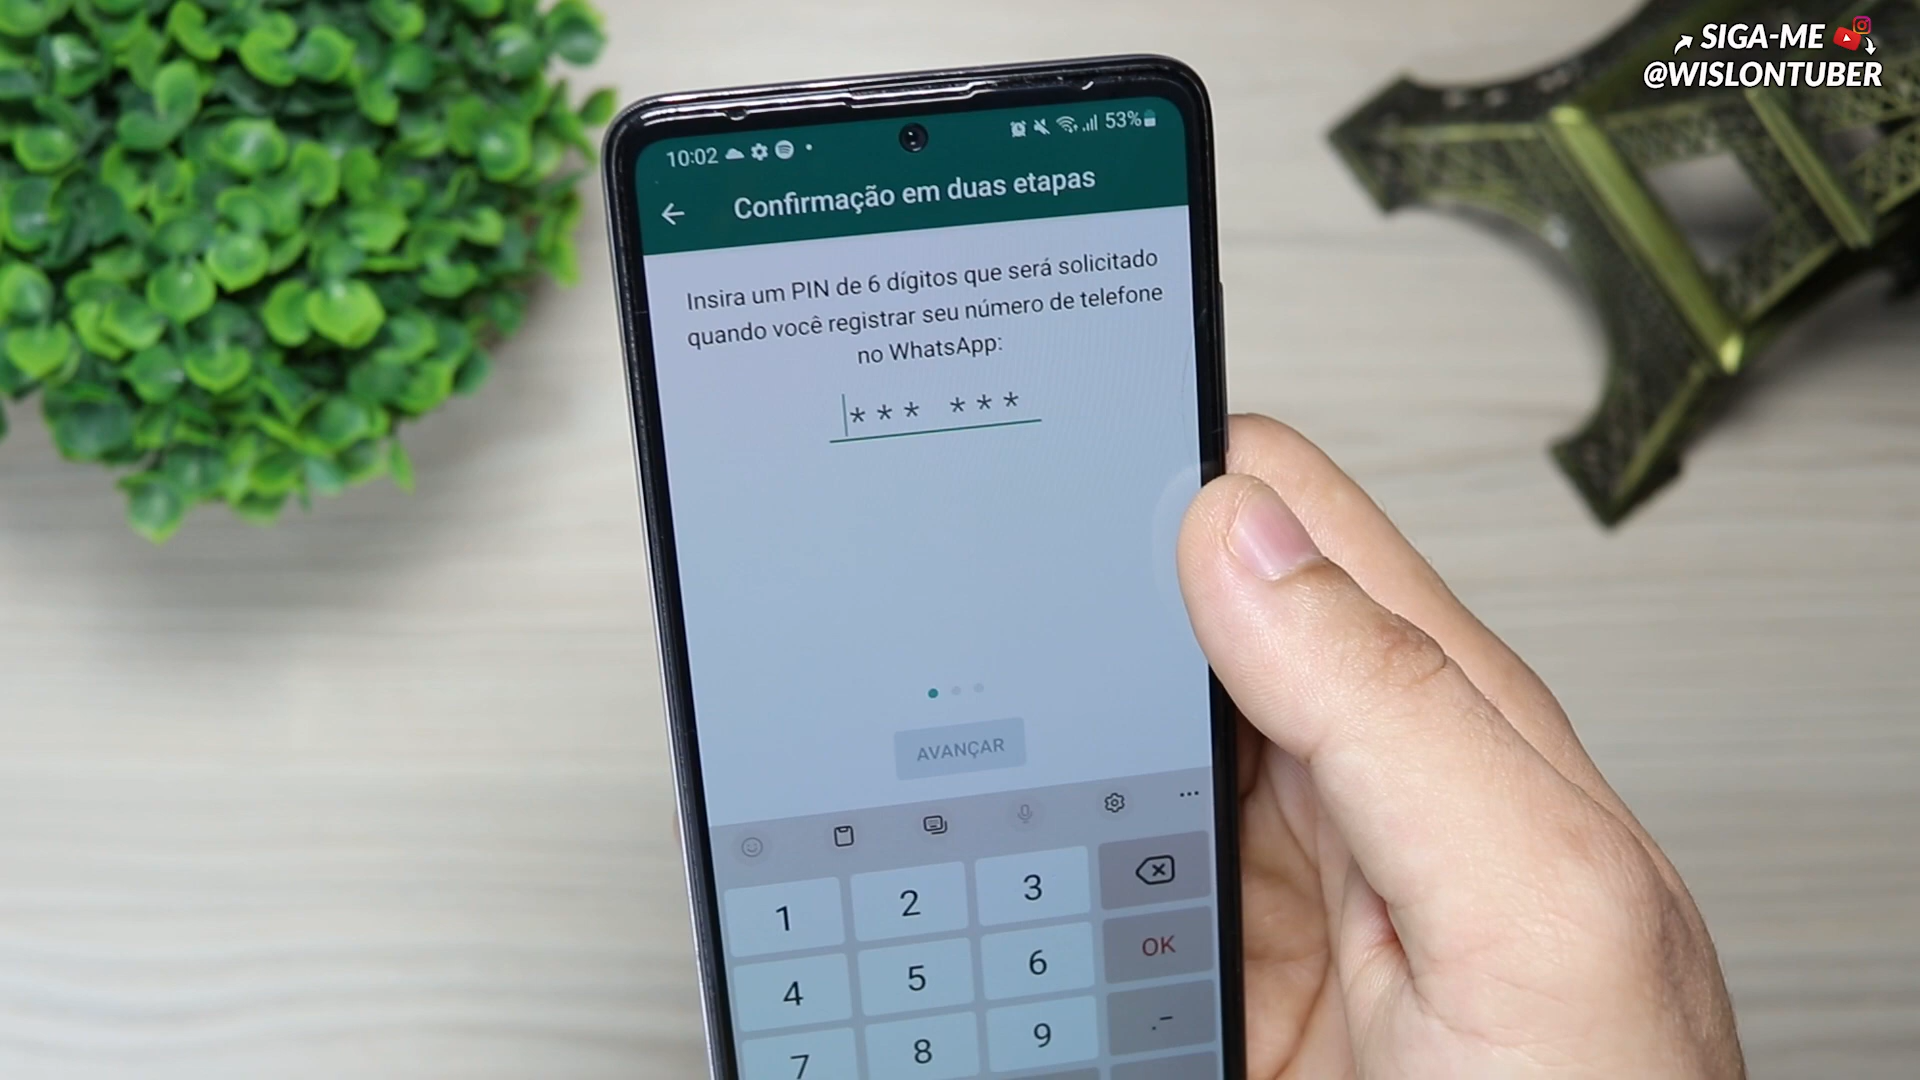 SIGA-ME
@WISLONTUBER
10:02
53%
Confirmação em duas etapas
Insira um PIN de 6 dígitos que será solicitado
quando você registrar seu número de telefone
no WhatsApp:
*** ***
AVANÇAR
1 2 3
4 5 6 OK
7 8 9 .-